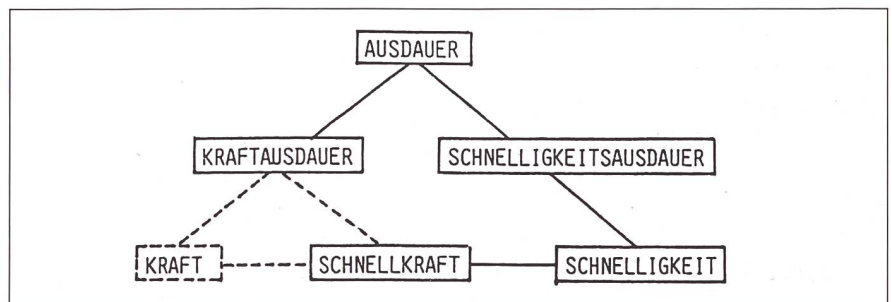 AUSDAUER
KRAFTAUSDAUER SCHNELLIGKEITSAUSDAUER
KRAFT SCHNELLKRAFT SCHNELLIGKEIT